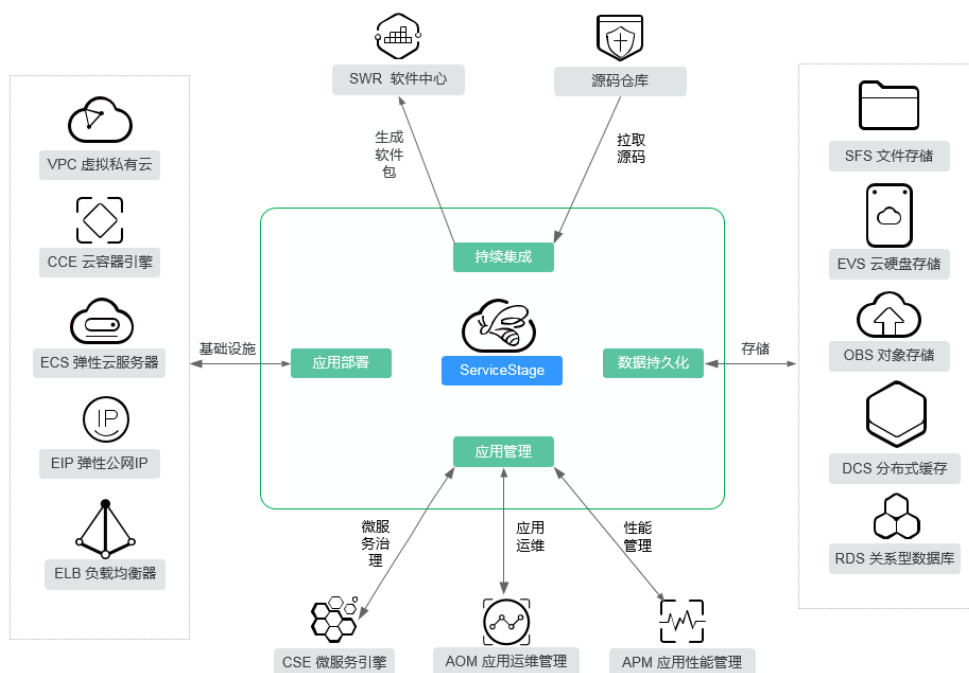 SWR 软件中心
源码仓库
生成
软件
包
拉取
源码
VPC 虚拟私有云
CCE 云容器引擎
ECS 弹性云服务器
IP
EIP 弹性公网IP
ELB 负载均衡器
基础设施
持续集成
应用部署
ServiceStage
数据持久化
应用管理
存储
SFS 文件存储
EVS 云硬盘存储
OBS 对象存储
DCS 分布式缓存
RDS 关系型数据库
微服
务治
理
应用
运维
性能
管理
CSE 微服务引擎
AOM 应用运维管理
APM 应用性能管理